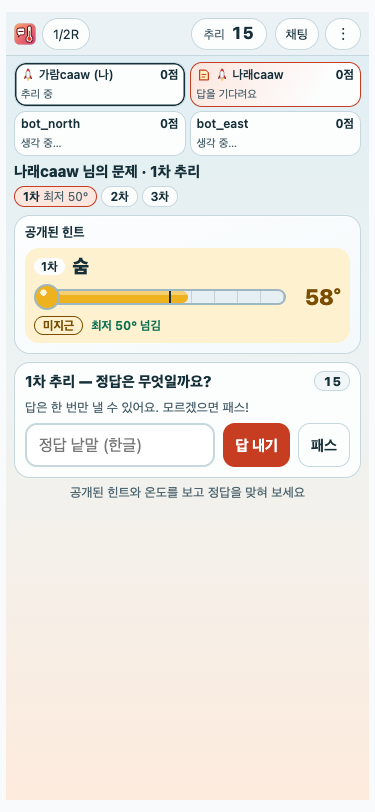 1/2R
추리 15
채팅
가람caaw (나) 0점
추리 중
나래caaw 0점
답을 기다려요
bot_north 0점
생각 중...
bot_east 0점
생각 중...
나래caaw 님의 문제 · 1차 추리
1차 최저 50° 2차 3차
공개된 힌트
1차 숨
58°
미지근 최저 50° 넘김
1차 추리 — 정답은 무엇일까요? 15
답은 한 번만 낼 수 있어요. 모르겠으면 패스!
정답 낱말 (한글) 답 내기 패스
공개된 힌트와 온도를 보고 정답을 맞혀 보세요